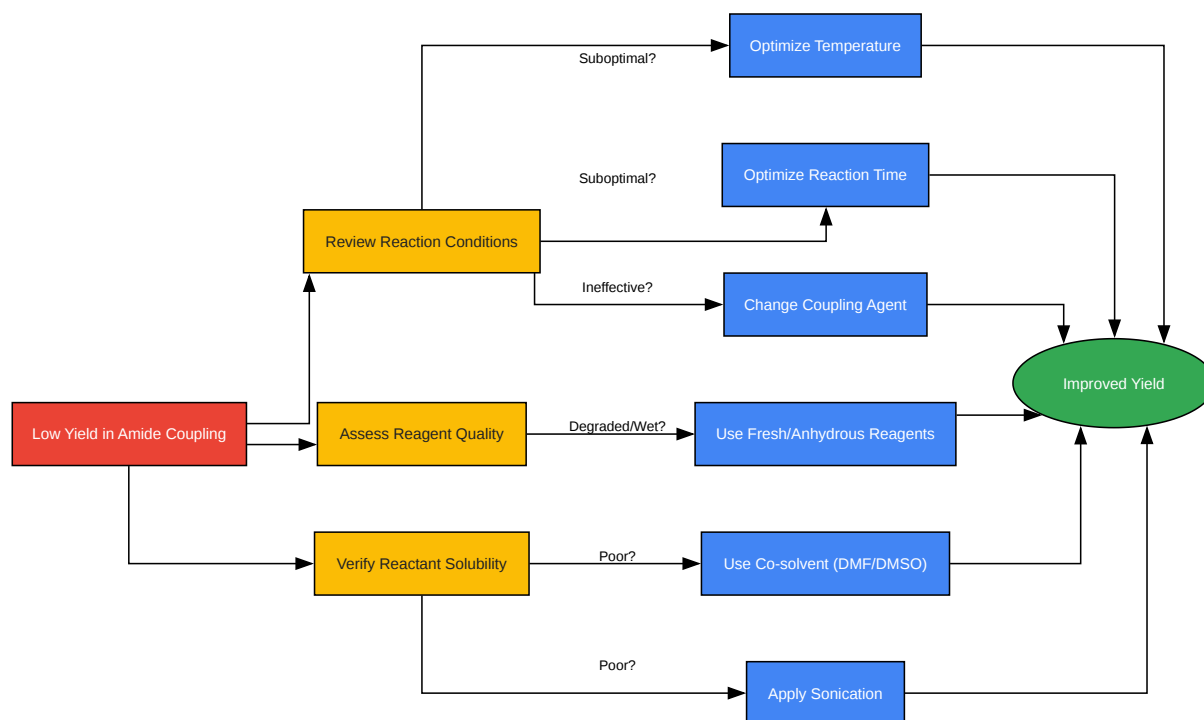 Optimize Temperature
Suboptimal?
Suboptimal?
Optimize Reaction Time
Review Reaction Conditions
Ineffective?
Change Coupling Agent
Improved Yield
Low Yield in Amide Coupling
Assess Reagent Quality
Degraded/Wet?
Use Fresh/Anhydrous Reagents
Verify Reactant Solubility
Poor?
Use Co-solvent (DMF/DMSO)
Poor?
Apply Sonication